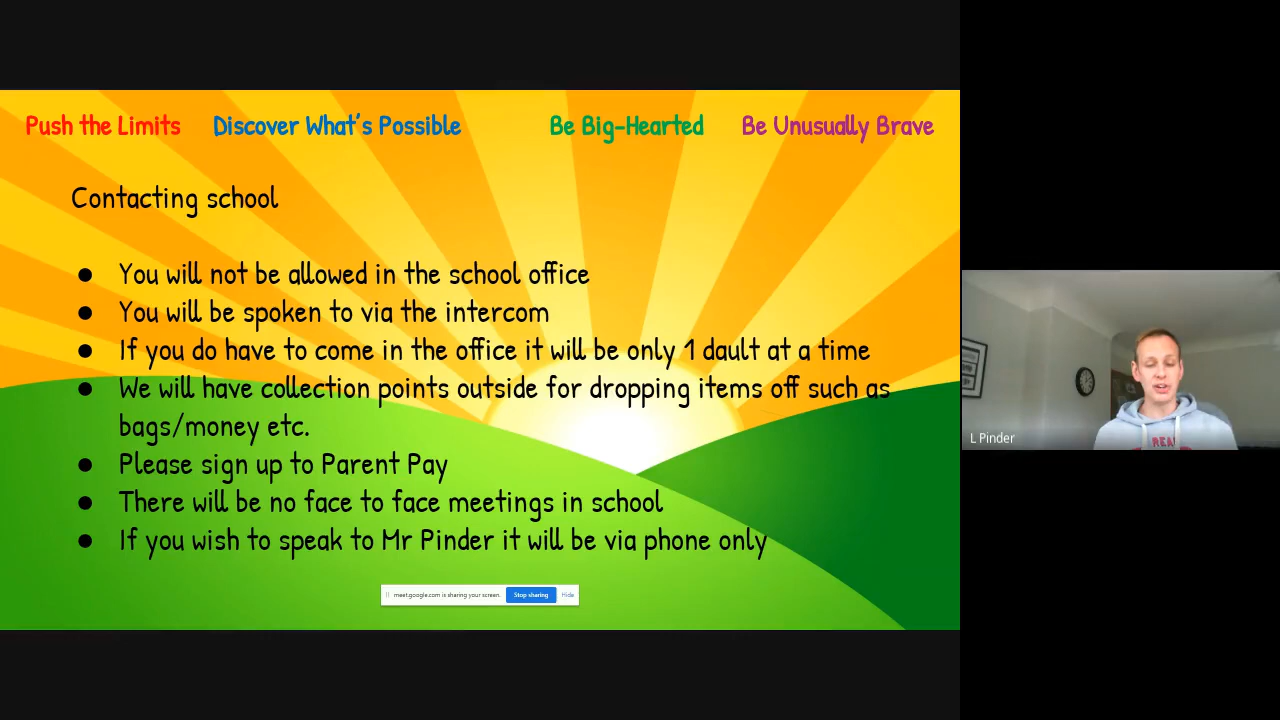 Push the Limits Discover What's Possible Be Big-Hearted Be Unusually Brave
Contacting school
● You will not be allowed in the school office
● You will be spoken to via the intercom
● If you do have to come in the office it will be only 1 dault at a time
● We will have collection points outside for dropping items off such as
bags/money etc.
● Please sign up to Parent Pay
● There will be no face to face meetings in school
● If you wish to speak to Mr Pinder it will be via phone only
meet.google.com is sharing your screen. Stop sharing Hide
L Pinder
REAL